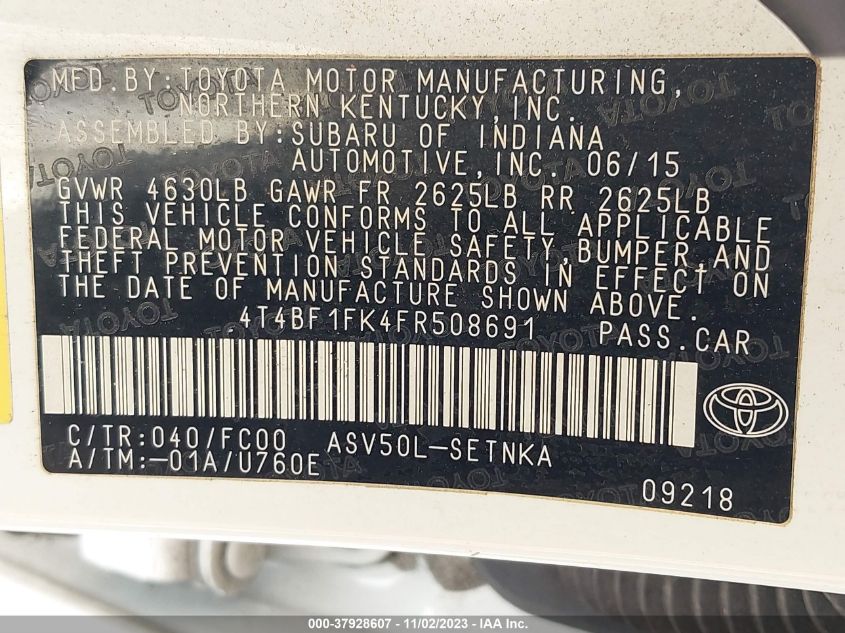 MFD.BY:TOYOTA MOTOR MANUFACTURING,
NORTHERN KENTUCKY,INC.
ASSEMBLED BY:SUBARU OF INDIANA
AUTOMOTIVE,INC. 06/15
GVWR 4630LB GAWR FR 2625LB RR 2625LB
THIS VEHICLE CONFORMS TO ALL APPLICABLE
FEDERAL MOTOR VEHICLE SAFETY,BUMPER,AND
THEFT PREVENTION STANDARDS IN EFFECT ON
THE DATE OF MANUFACTURE SHOWN ABOVE.
4T4BF1FK4FR508691 PASS.CAR
C/TR:040/FC00 ASV50L-SETNKA
A/TM:-01A/U760E
09218
000-37928607 - 11/02/2023 - IAA Inc.